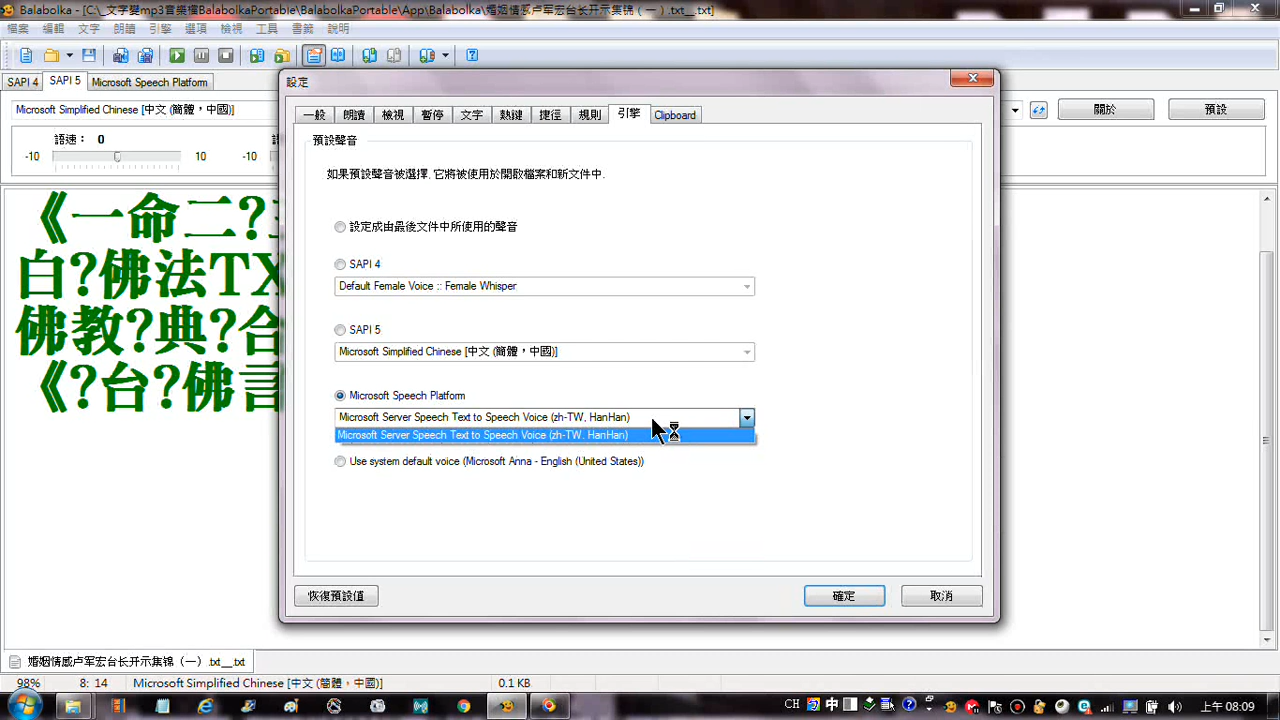 Balabolka - [C:\_文字變mp3音樂檔BalabolkaPortable\BalabolkaPortable\App\Balabolka\婚姻情感卢军宏台长开示集锦（一）.txt__.txt]
檔案 編輯 文字 朗讀 引擎 選項 檢視 工具 書籤 說明
SAPI 4 SAPI 5 Microsoft Speech Platform
設定
Microsoft Simplified Chinese [中文 (簡體，中國)]
關於 預設
語速： 0
-10 10 -10
一般 朗讀 檢視 暫停 文字 熱鍵 捷徑 規則 引擎 Clipboard
預設聲音
如果預設聲音被選擇, 它將被使用於開啟檔案和新文件中.
設定成由最後文件中所使用的聲音
SAPI 4
Default Female Voice :: Female Whisper
SAPI 5
Microsoft Simplified Chinese [中文 (簡體，中國)]
Microsoft Speech Platform
Microsoft Server Speech Text to Speech Voice (zh-TW, HanHan)
Microsoft Server Speech Text to Speech Voice (zh-TW, HanHan)
Use system default voice (Microsoft Anna - English (United States))
恢復預設值 確定 取消
《一命二?
白?佛法TX
佛教?典?合
《?台?佛言
婚姻情感卢军宏台长开示集锦（一）.txt__.txt
98% 8: 14 Microsoft Simplified Chinese [中文 (簡體，中國)] 0.1 KB
CH 中 上午 08:09